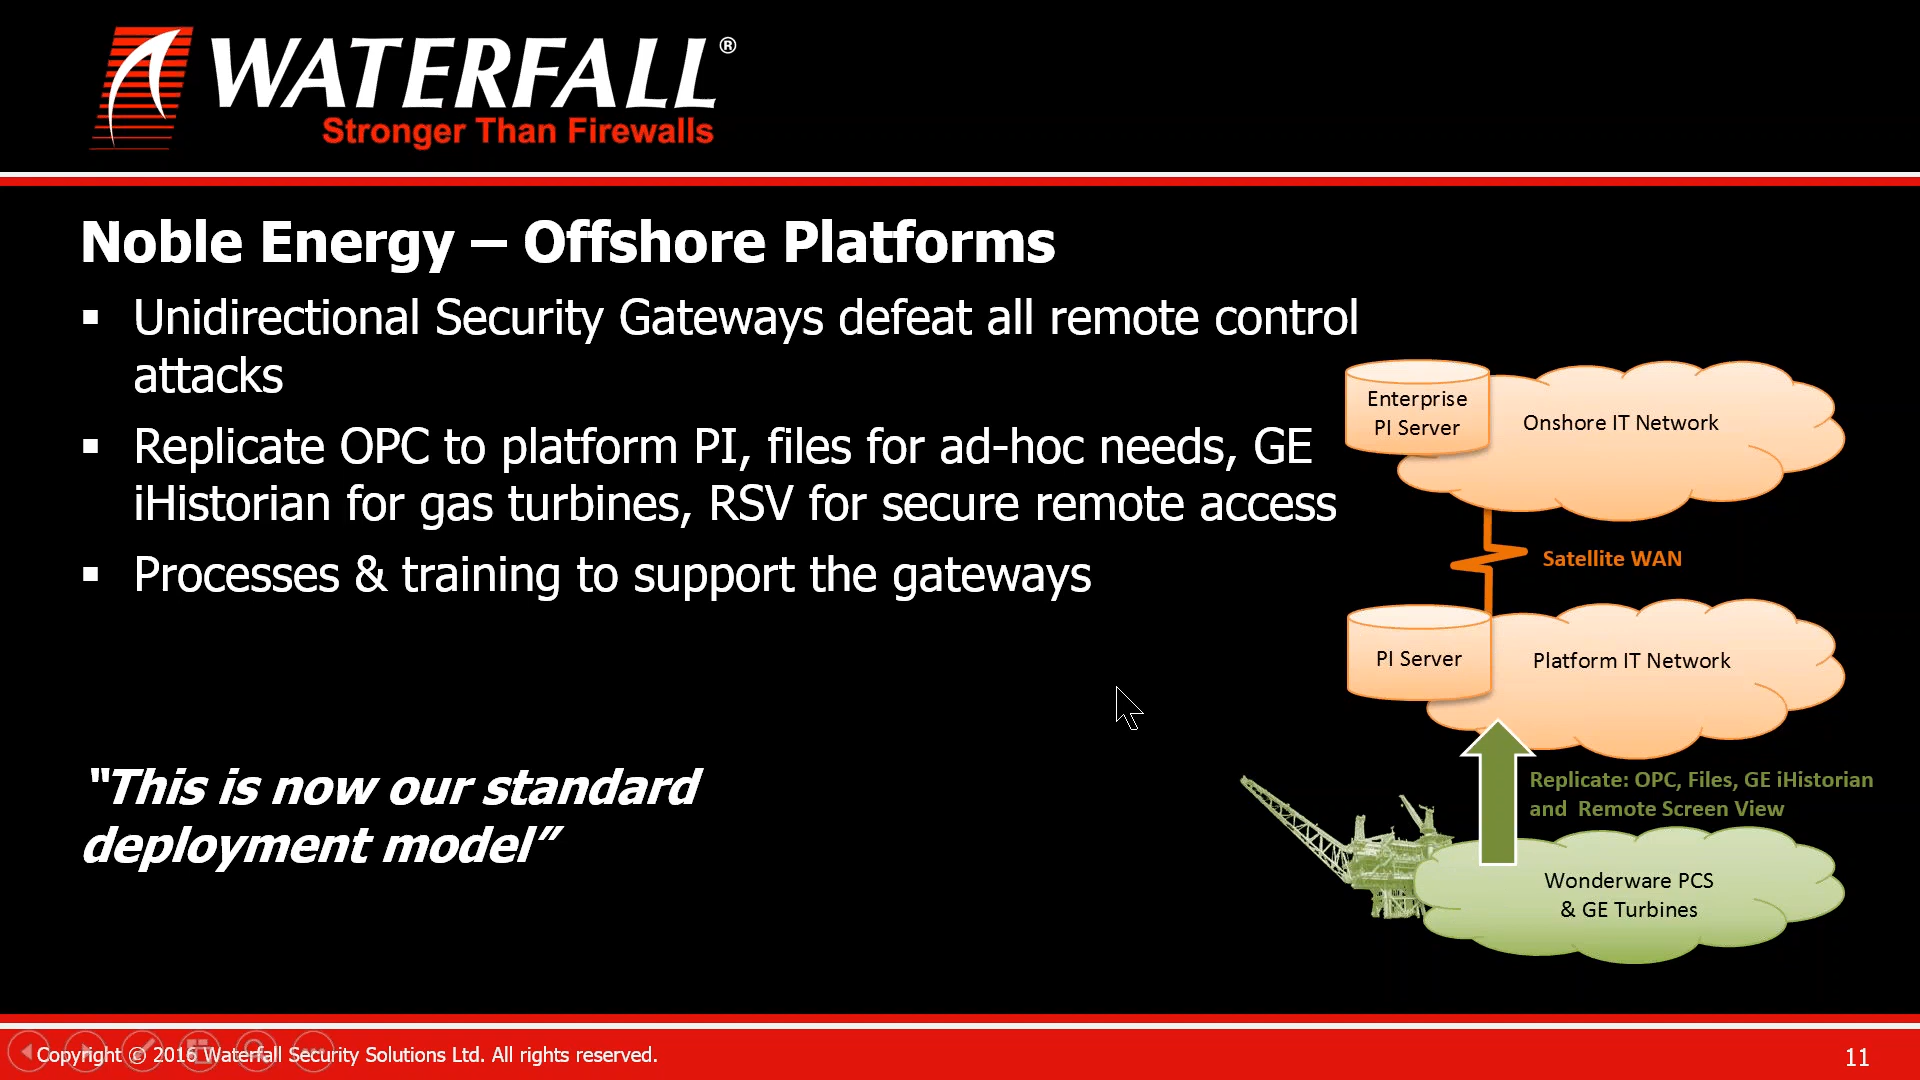 WATERFALL®
Stronger Than Firewalls
Noble Energy – Offshore Platforms
▪ Unidirectional Security Gateways defeat all remote control
attacks
▪ Replicate OPC to platform PI, files for ad-hoc needs, GE
iHistorian for gas turbines, RSV for secure remote access
▪ Processes & training to support the gateways
“This is now our standard
deployment model”
Enterprise
PI Server
Onshore IT Network
Satellite WAN
PI Server
Platform IT Network
Replicate: OPC, Files, GE iHistorian
and Remote Screen View
Wonderware PCS
& GE Turbines
Copyright © 2016 Waterfall Security Solutions Ltd. All rights reserved.
11